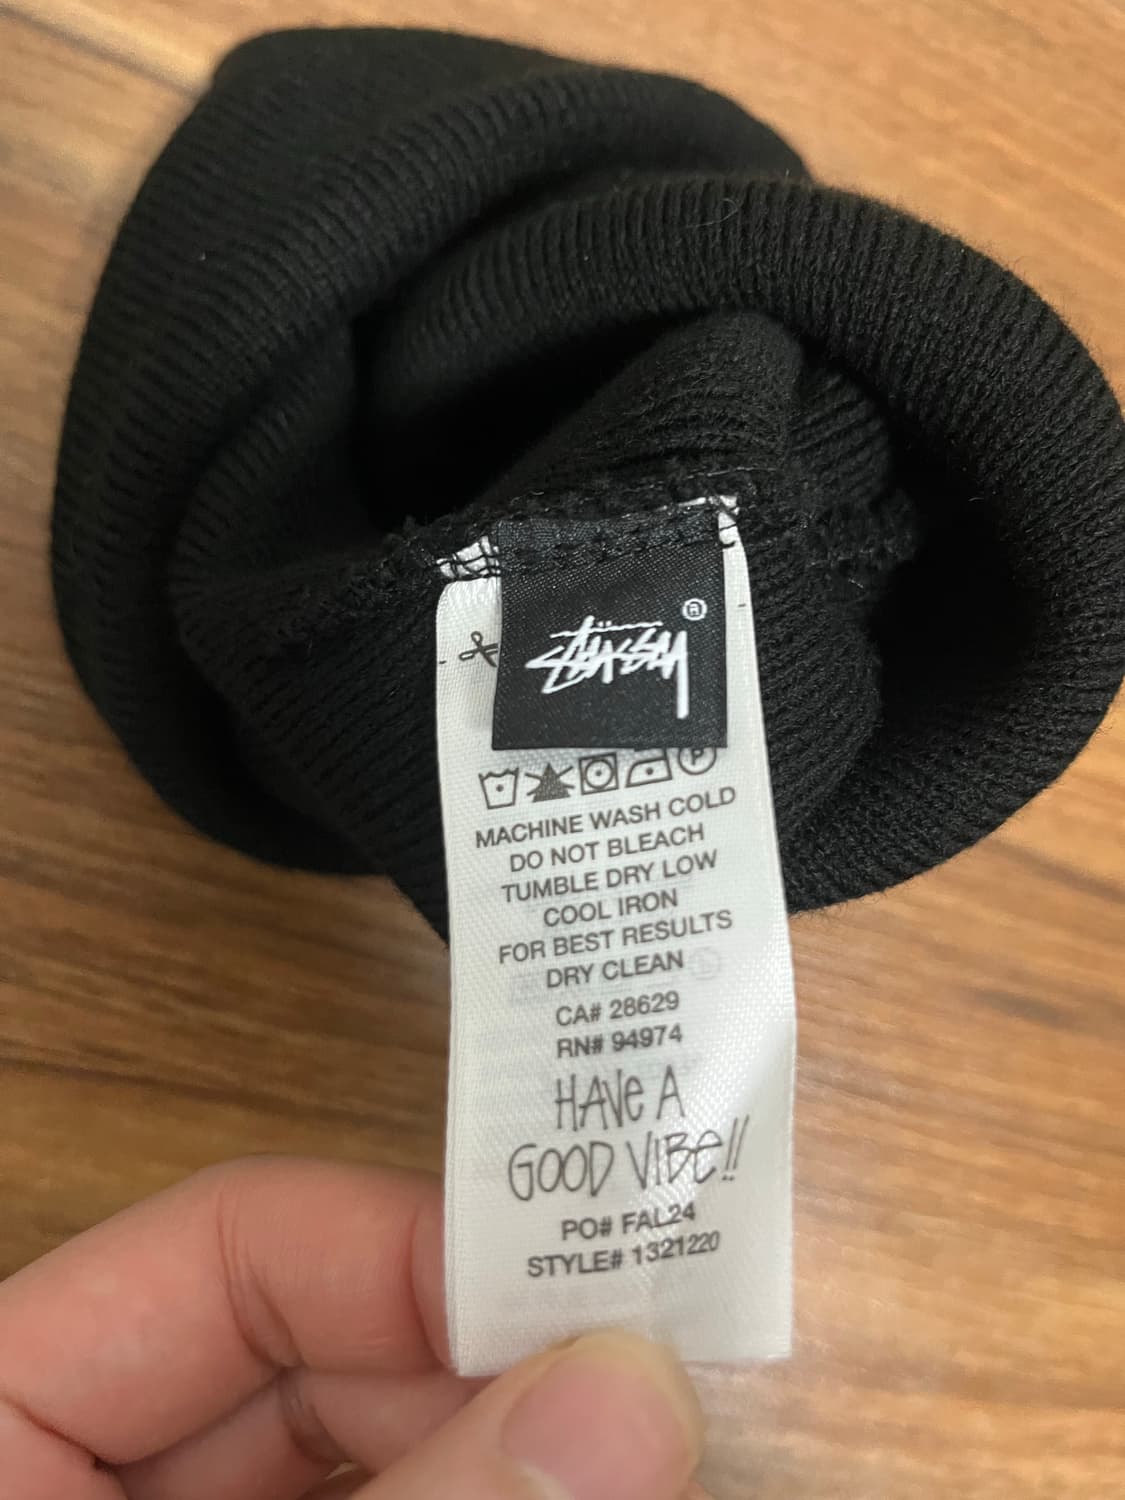 STÜSSY ®
P
MACHINE WASH COLD
DO NOT BLEACH
TUMBLE DRY LOW
COOL IRON
FOR BEST RESULTS
DRY CLEAN
CA# 28629
RN# 94974
HAVE A
GOOD VIBE!!
PO# FAL24
STYLE# 1321220